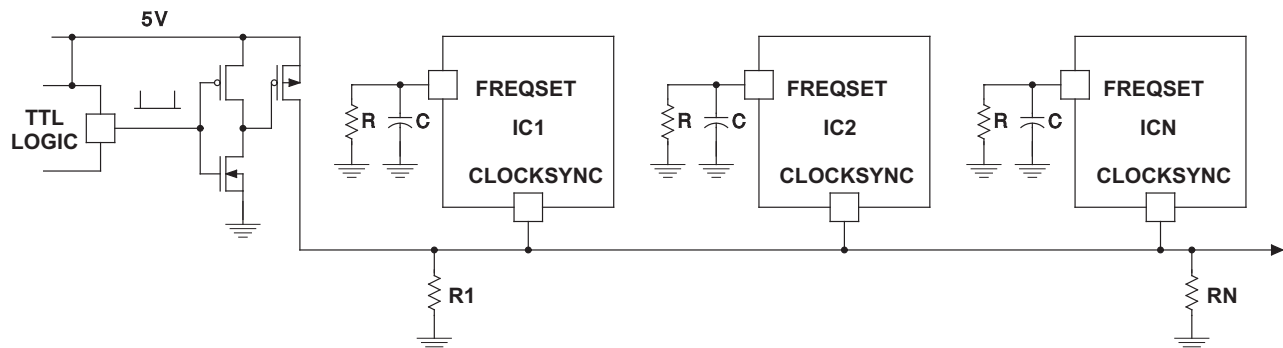 5V
TTL
LOGIC
R
C
FREQSET
IC1
CLOCKSYNC
R
C
FREQSET
IC2
CLOCKSYNC
R
C
FREQSET
ICN
CLOCKSYNC
R1
RN